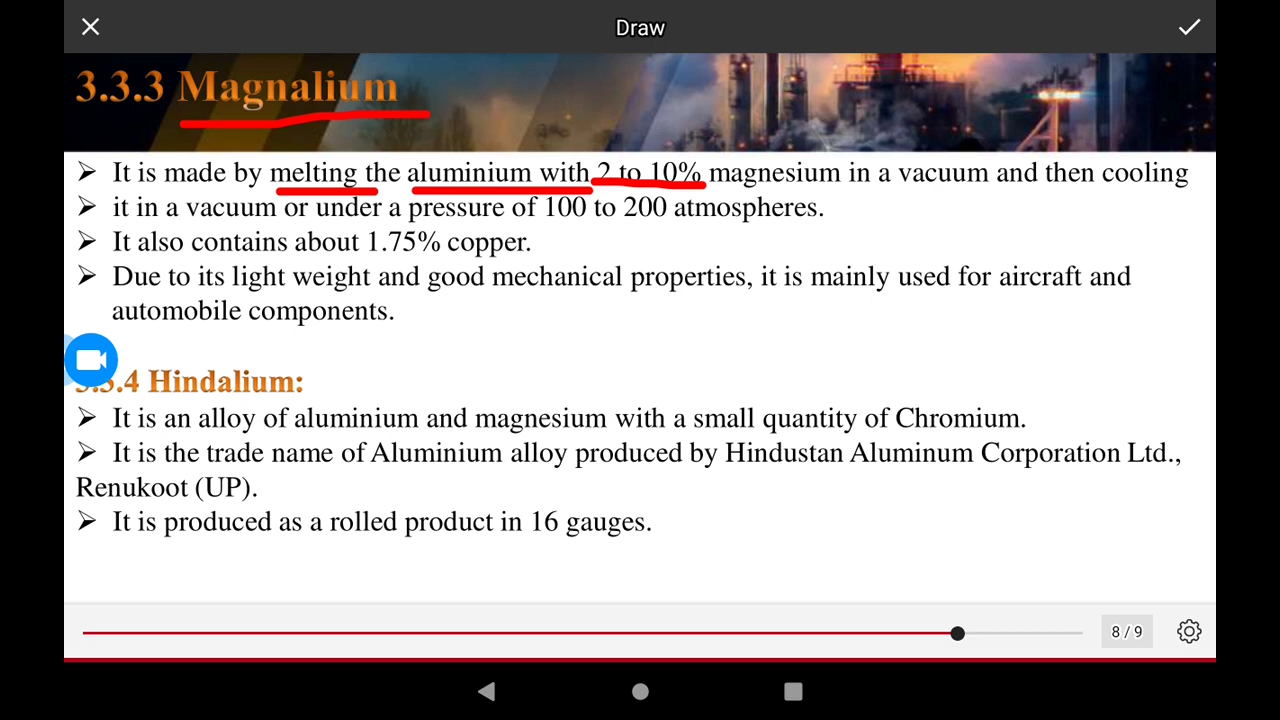 Draw
3.3.3 Magnalium
➢ It is made by melting the aluminium with 2 to 10% magnesium in a vacuum and then cooling
➢ it in a vacuum or under a pressure of 100 to 200 atmospheres.
➢ It also contains about 1.75% copper.
➢ Due to its light weight and good mechanical properties, it is mainly used for aircraft and
automobile components.
3.3.4 Hindalium:
➢ It is an alloy of aluminium and magnesium with a small quantity of Chromium.
➢ It is the trade name of Aluminium alloy produced by Hindustan Aluminum Corporation Ltd.,
Renukoot (UP).
➢ It is produced as a rolled product in 16 gauges.
8 / 9